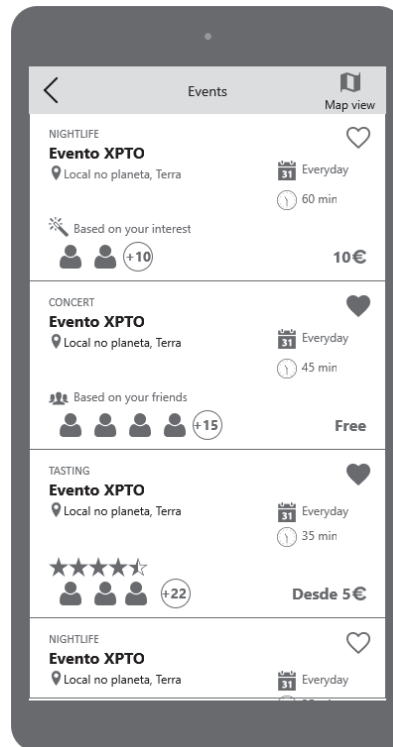 Events
Map view
NIGHTLIFE
Evento XPTO
Local no planeta, Terra
31 Everyday
60 min
Based on your interest
+10
10€
CONCERT
Evento XPTO
Local no planeta, Terra
31 Everyday
45 min
Based on your friends
+15
Free
TASTING
Evento XPTO
Local no planeta, Terra
31 Everyday
35 min
+22
Desde 5€
NIGHTLIFE
Evento XPTO
Local no planeta, Terra
31 Everyday